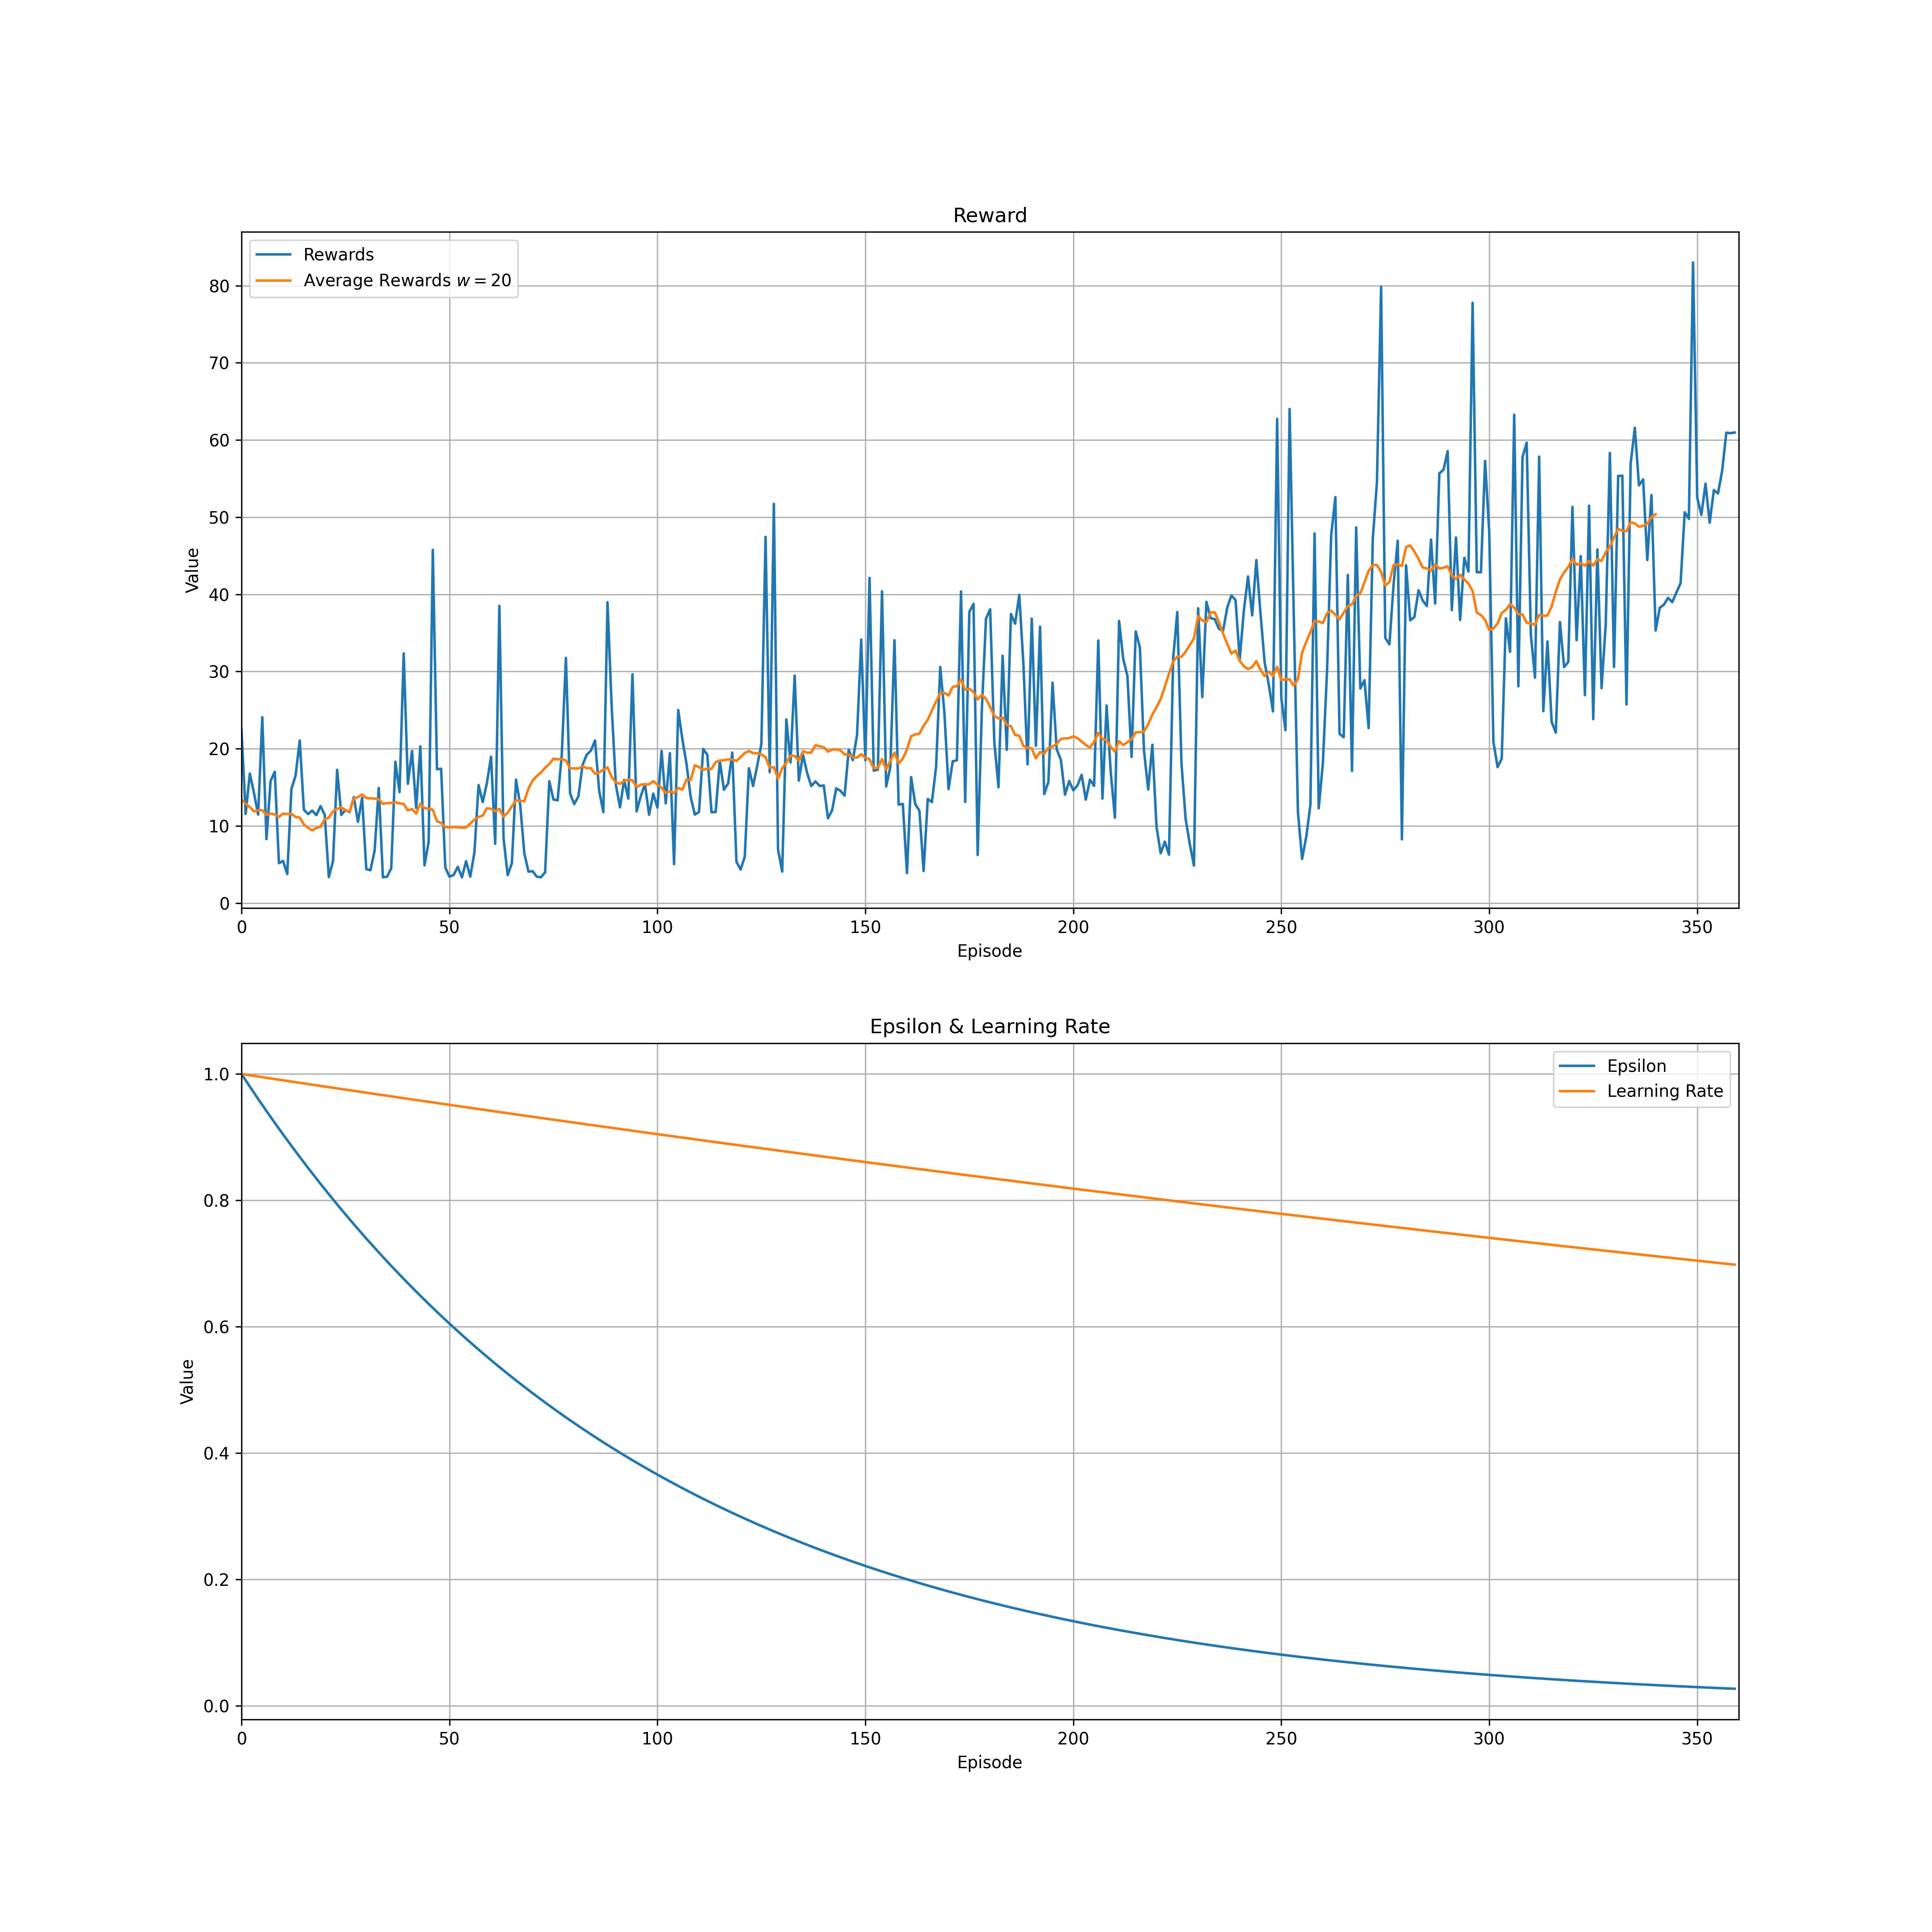 Reward
Rewards
Average Rewards w = 20
80
70
60
50
40
30
20
10
0
Value
0 50 100 150 200 250 300 350
Episode
Epsilon & Learning Rate
Epsilon
Learning Rate
1.0
0.8
0.6
0.4
0.2
0.0
Value
0 50 100 150 200 250 300 350
Episode